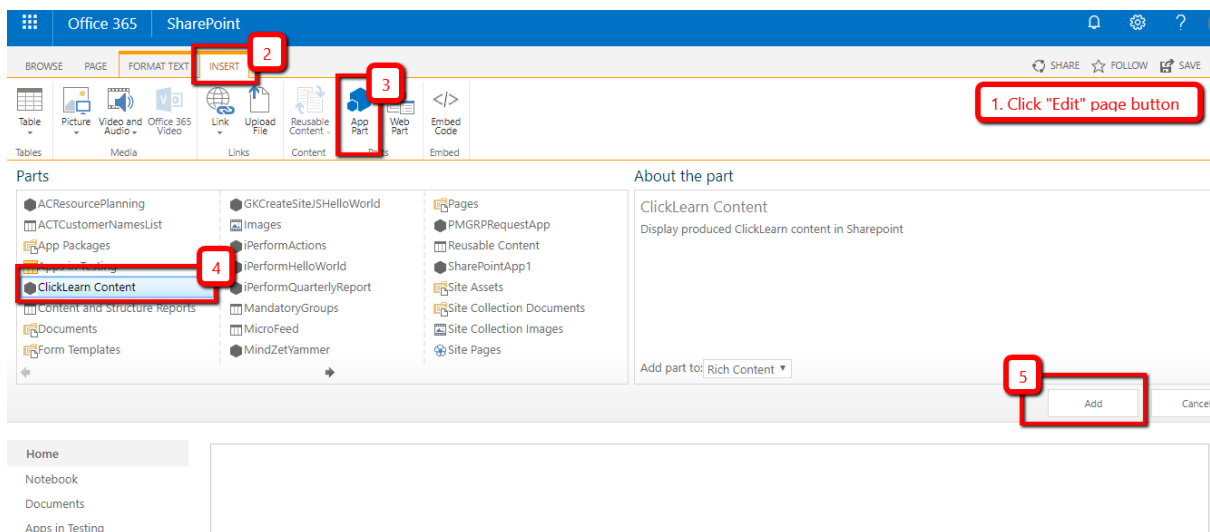 Office 365 SharePoint ?
2
BROWSE PAGE FORMAT TEXT INSERT SHARE FOLLOW SAVE
3
1. Click "Edit" page button
Table Picture Video and Audio Office 365 Video Link Upload File Reusable Content App Part Web Part </> Embed Code
Tables Media Links Content Parts Embed
Parts About the part
ACResourcePlanning GKCreateSiteJSHelloWorld Pages ClickLearn Content
ACTCustomerNamesList Images PMGRPRequestApp Display produced ClickLearn content in Sharepoint
App Packages iPerformActions Reusable Content
Apps in Testing iPerformHelloWorld SharePointApp1
4
ClickLearn Content iPerformQuarterlyReport Site Assets
Content and Structure Reports MandatoryGroups Site Collection Documents
Documents MicroFeed Site Collection Images
Form Templates MindZetYammer Site Pages
Add part to: Rich Content
5
Add Cancel
Home
Notebook
Documents
Apps in Testing